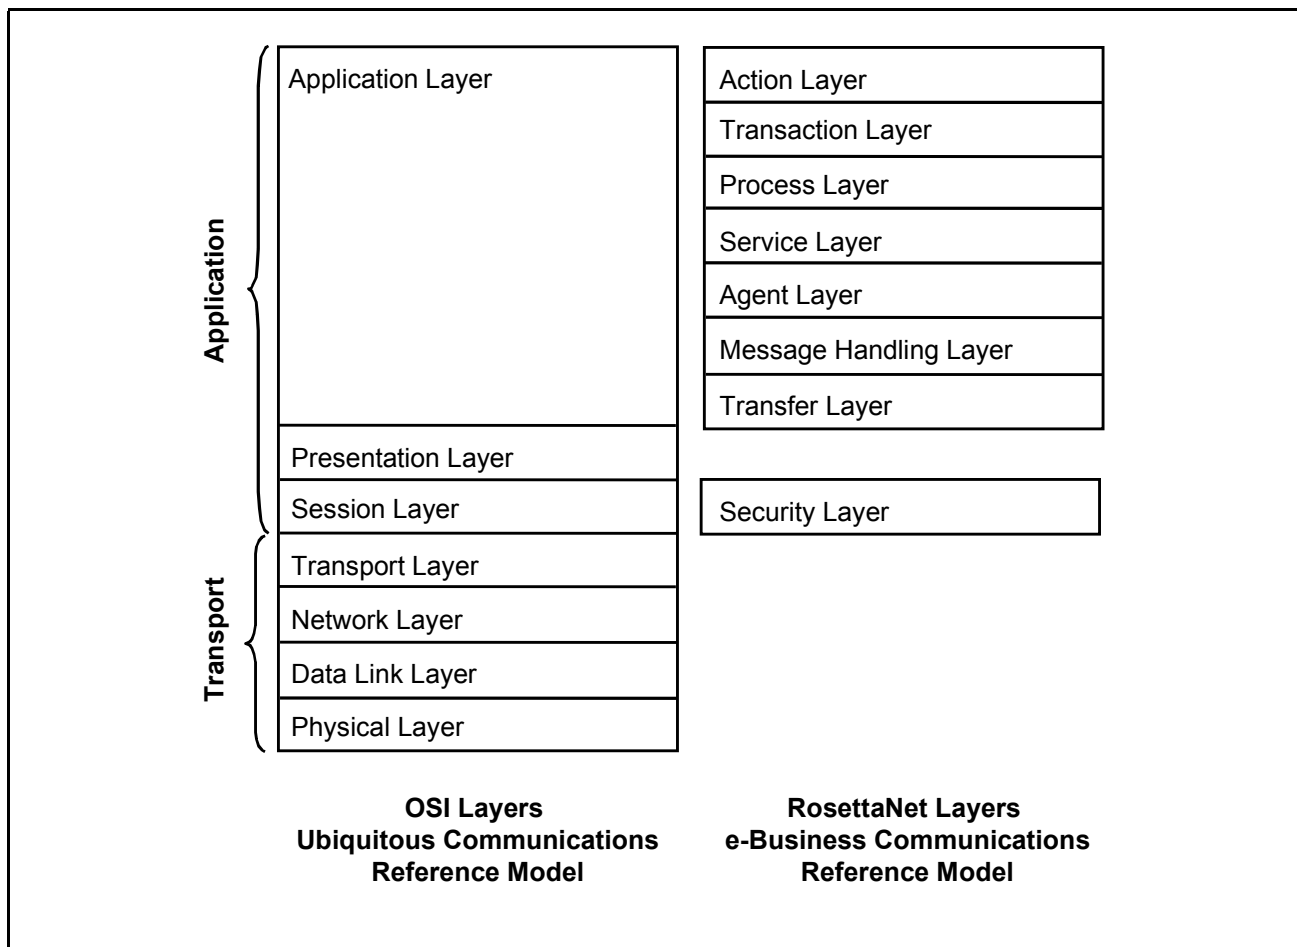 Application
Transport
Application Layer
Presentation Layer
Session Layer
Transport Layer
Network Layer
Data Link Layer
Physical Layer
OSI Layers
Ubiquitous Communications
Reference Model
Action Layer
Transaction Layer
Process Layer
Service Layer
Agent Layer
Message Handling Layer
Transfer Layer
Security Layer
RosettaNet Layers
e-Business Communications
Reference Model